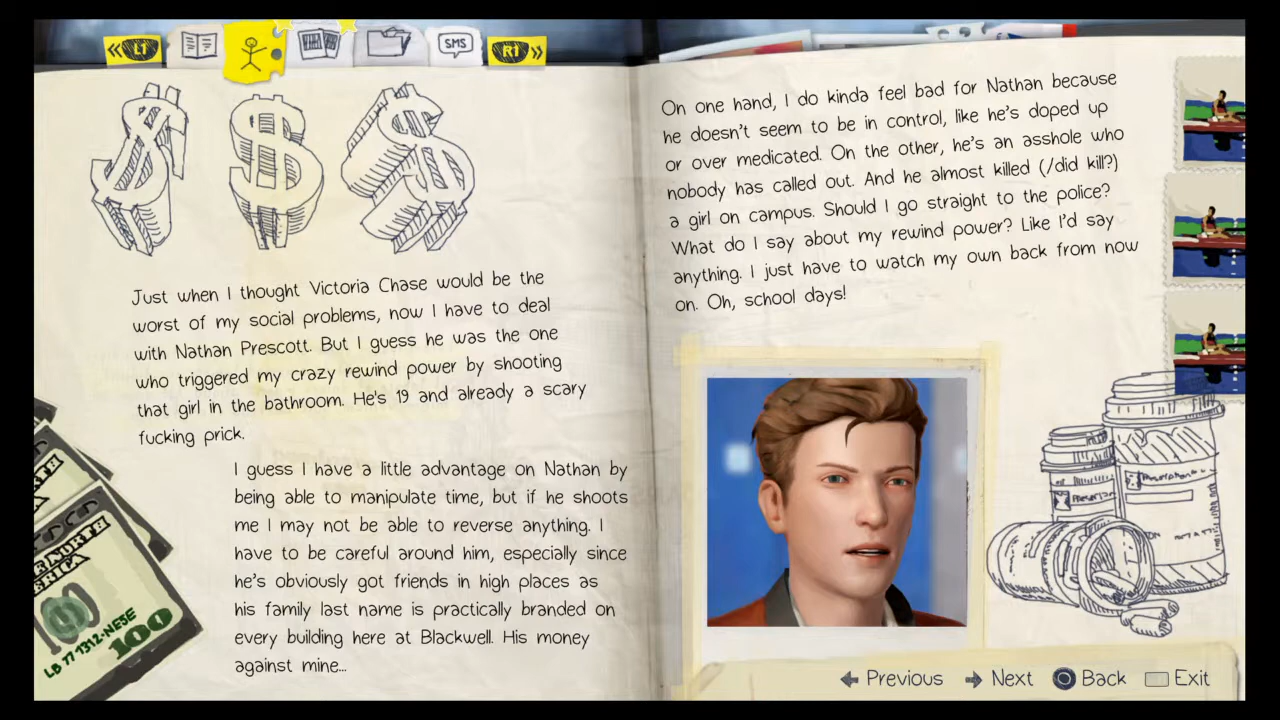 L1
SMS
R1
Just when I thought Victoria Chase would be the
worst of my social problems, now I have to deal
with Nathan Prescott. But I guess he was the one
who triggered my crazy rewind power by shooting
that girl in the bathroom. He's 19 and already a scary
fucking prick.
I guess I have a little advantage on Nathan by
being able to manipulate time, but if he shoots
me I may not be able to reverse anything. I
have to be careful around him, especially since
he's obviously got friends in high places as
his family last name is practically branded on
every building here at Blackwell. His money
against mine...
100
LB 77 1312-NESE
100
On one hand, I do kinda feel bad for Nathan because
he doesn't seem to be in control, like he's doped up
or over medicated. On the other, he's an asshole who
nobody has called out. And he almost killed (/did kill?)
a girl on campus. Should I go straight to the police?
What do I say about my rewind power? Like I'd say
anything. I just have to watch my own back from now
on. Oh, school days!
Prescription
Previous
Next
Back
Exit